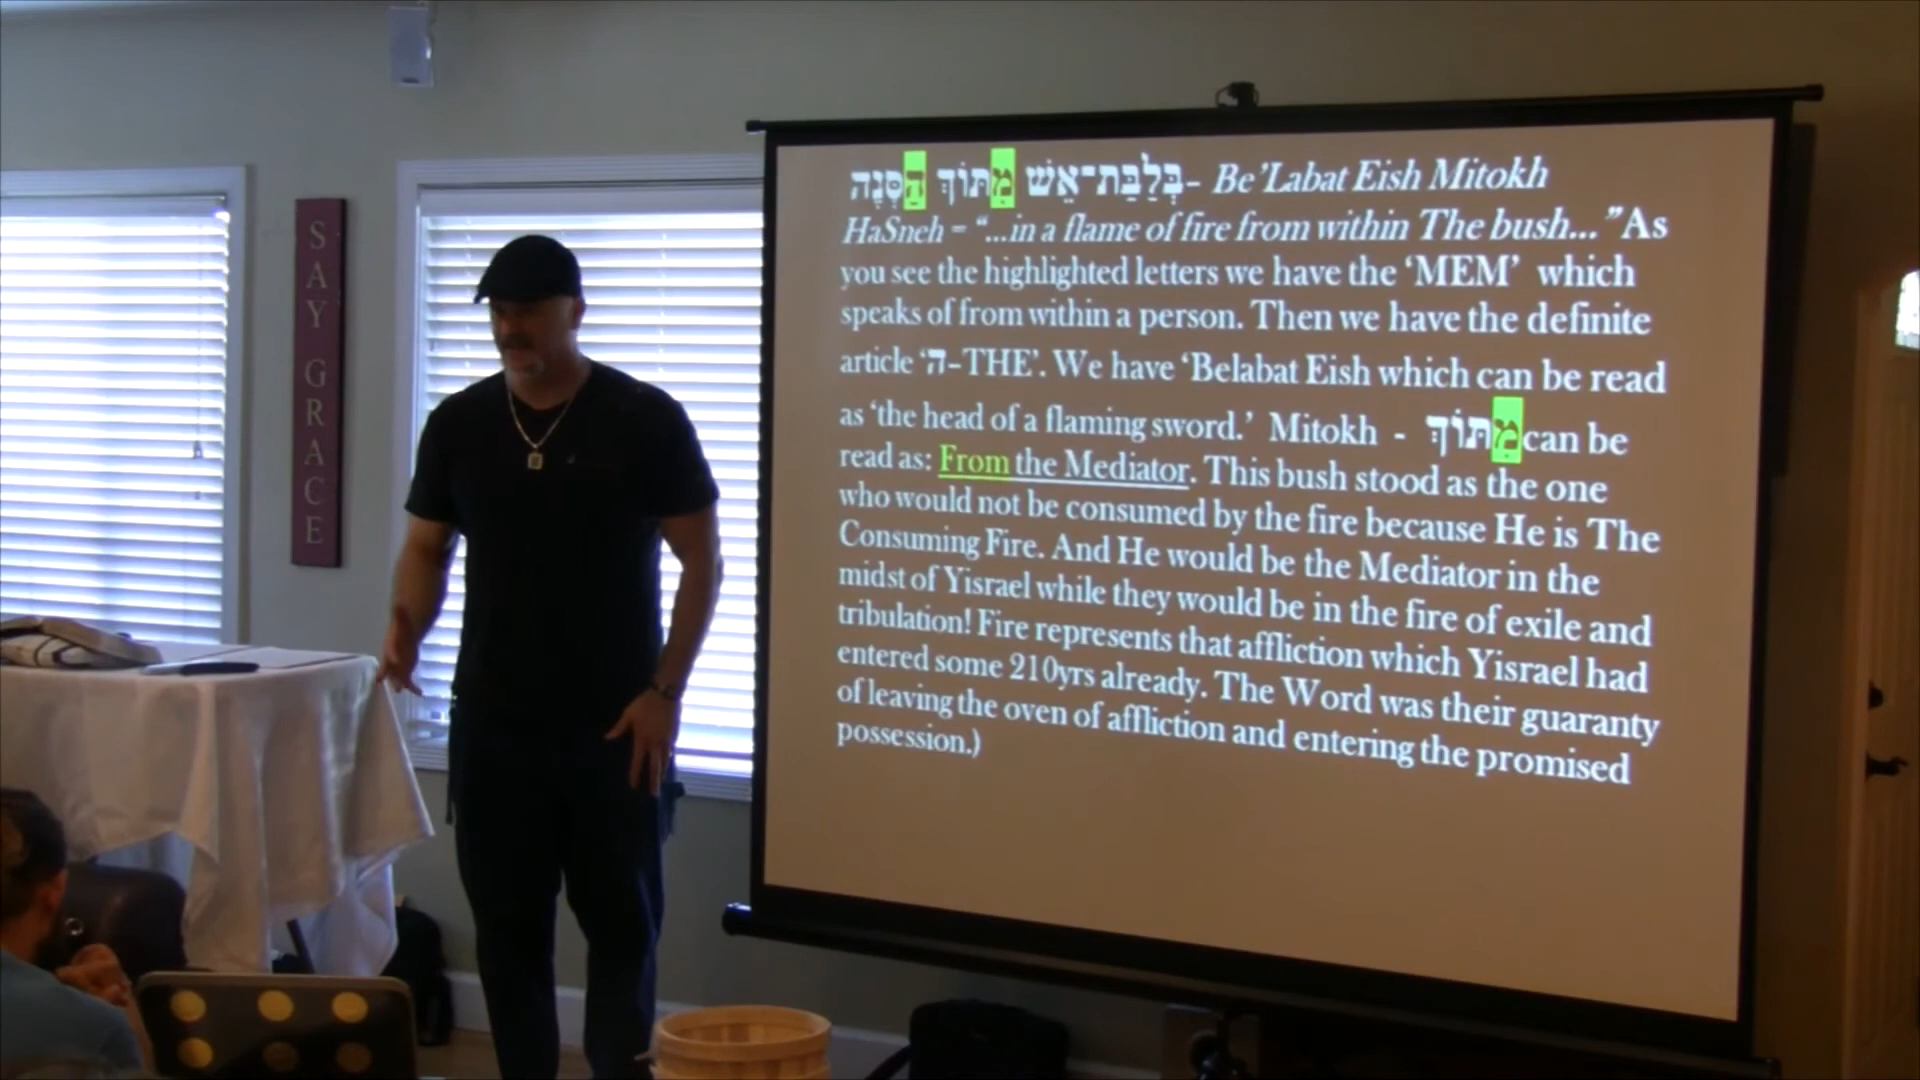 SAY GRACE
בְּלַבַּת־אֵשׁ מִתּוֹךְ הַסְּנֶה – Be’Labat Eish Mitokh
HaSneh = “...in a flame of fire from within The bush...” As
you see the highlighted letters we have the ‘MEM’ which
speaks of from within a person. Then we have the definite
article ‘ה-THE’. We have ‘Belabat Eish which can be read
as ‘the head of a flaming sword.’ Mitokh - מִתּוֹךְ can be
read as: From the Mediator. This bush stood as the one
who would not be consumed by the fire because He is The
Consuming Fire. And He would be the Mediator in the
midst of Yisrael while they would be in the fire of exile and
tribulation! Fire represents that affliction which Yisrael had
entered some 210yrs already. The Word was their guaranty
of leaving the oven of affliction and entering the promised
possession.)